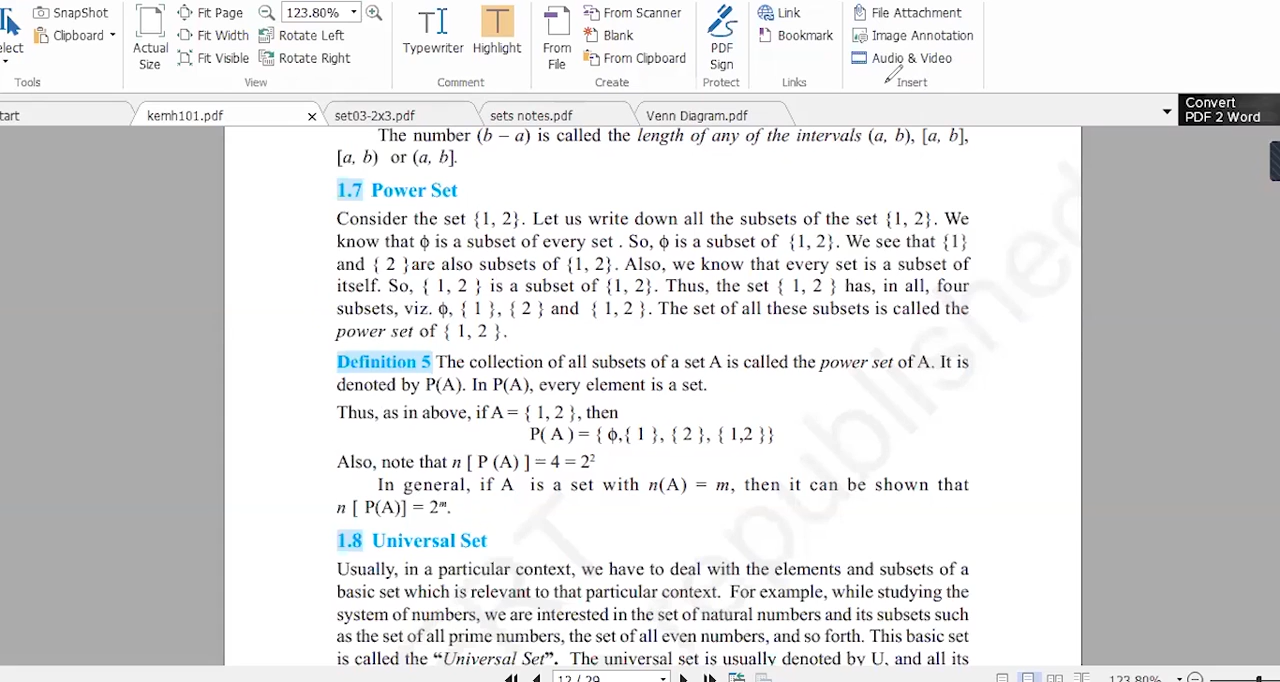 SnapShot Fit Page 123.80% From Scanner Link File Attachment
Clipboard Fit Width Rotate Left Blank Bookmark Image Annotation
Actual Size Fit Visible Rotate Right Typewriter Highlight From File From Clipboard PDF Sign Audio & Video
Tools View Comment Create Protect Links Insert
kemh101.pdf set03-2x3.pdf sets notes.pdf Venn Diagram.pdf
Convert
PDF 2 Word
The number (b – a) is called the length of any of the intervals (a, b), [a, b],
[a, b) or (a, b].
1.7 Power Set
Consider the set {1, 2}. Let us write down all the subsets of the set {1, 2}. We
know that ϕ is a subset of every set . So, ϕ is a subset of {1, 2}. We see that {1}
and { 2 }are also subsets of {1, 2}. Also, we know that every set is a subset of
itself. So, { 1, 2 } is a subset of {1, 2}. Thus, the set { 1, 2 } has, in all, four
subsets, viz. ϕ, { 1 }, { 2 } and { 1, 2 }. The set of all these subsets is called the
power set of { 1, 2 }.
Definition 5 The collection of all subsets of a set A is called the power set of A. It is
denoted by P(A). In P(A), every element is a set.
Thus, as in above, if A = { 1, 2 }, then
P( A ) = { ϕ,{ 1 }, { 2 }, { 1,2 }}
Also, note that n [ P (A) ] = 4 = 2²
In general, if A is a set with n(A) = m, then it can be shown that
n [ P(A)] = 2ᵐ.
1.8 Universal Set
Usually, in a particular context, we have to deal with the elements and subsets of a
basic set which is relevant to that particular context. For example, while studying the
system of numbers, we are interested in the set of natural numbers and its subsets such
as the set of all prime numbers, the set of all even numbers, and so forth. This basic set
is called the “Universal Set”. The universal set is usually denoted by U, and all its
12 / 29 123.80%